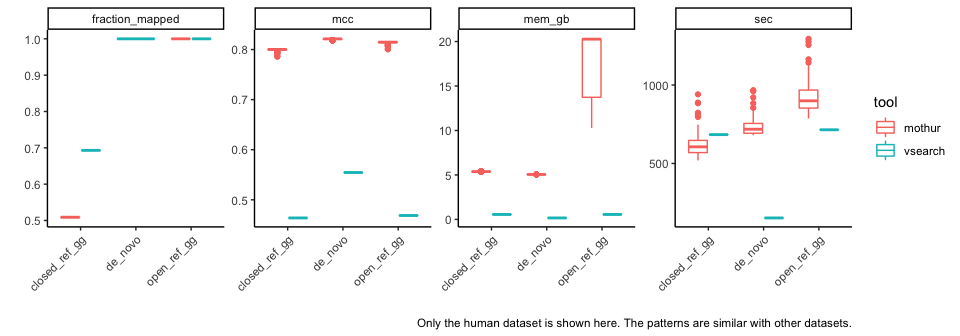 fraction_mapped
mcc
mem_gb
sec
1.0
0.9
0.8
0.7
0.6
0.5
0.8
0.7
0.6
0.5
20
15
10
5
0
1000
500
closed_ref_gg
de_novo
open_ref_gg
closed_ref_gg
de_novo
open_ref_gg
closed_ref_gg
de_novo
open_ref_gg
closed_ref_gg
de_novo
open_ref_gg
tool
mothur
vsearch
Only the human dataset is shown here. The patterns are similar with other datasets.